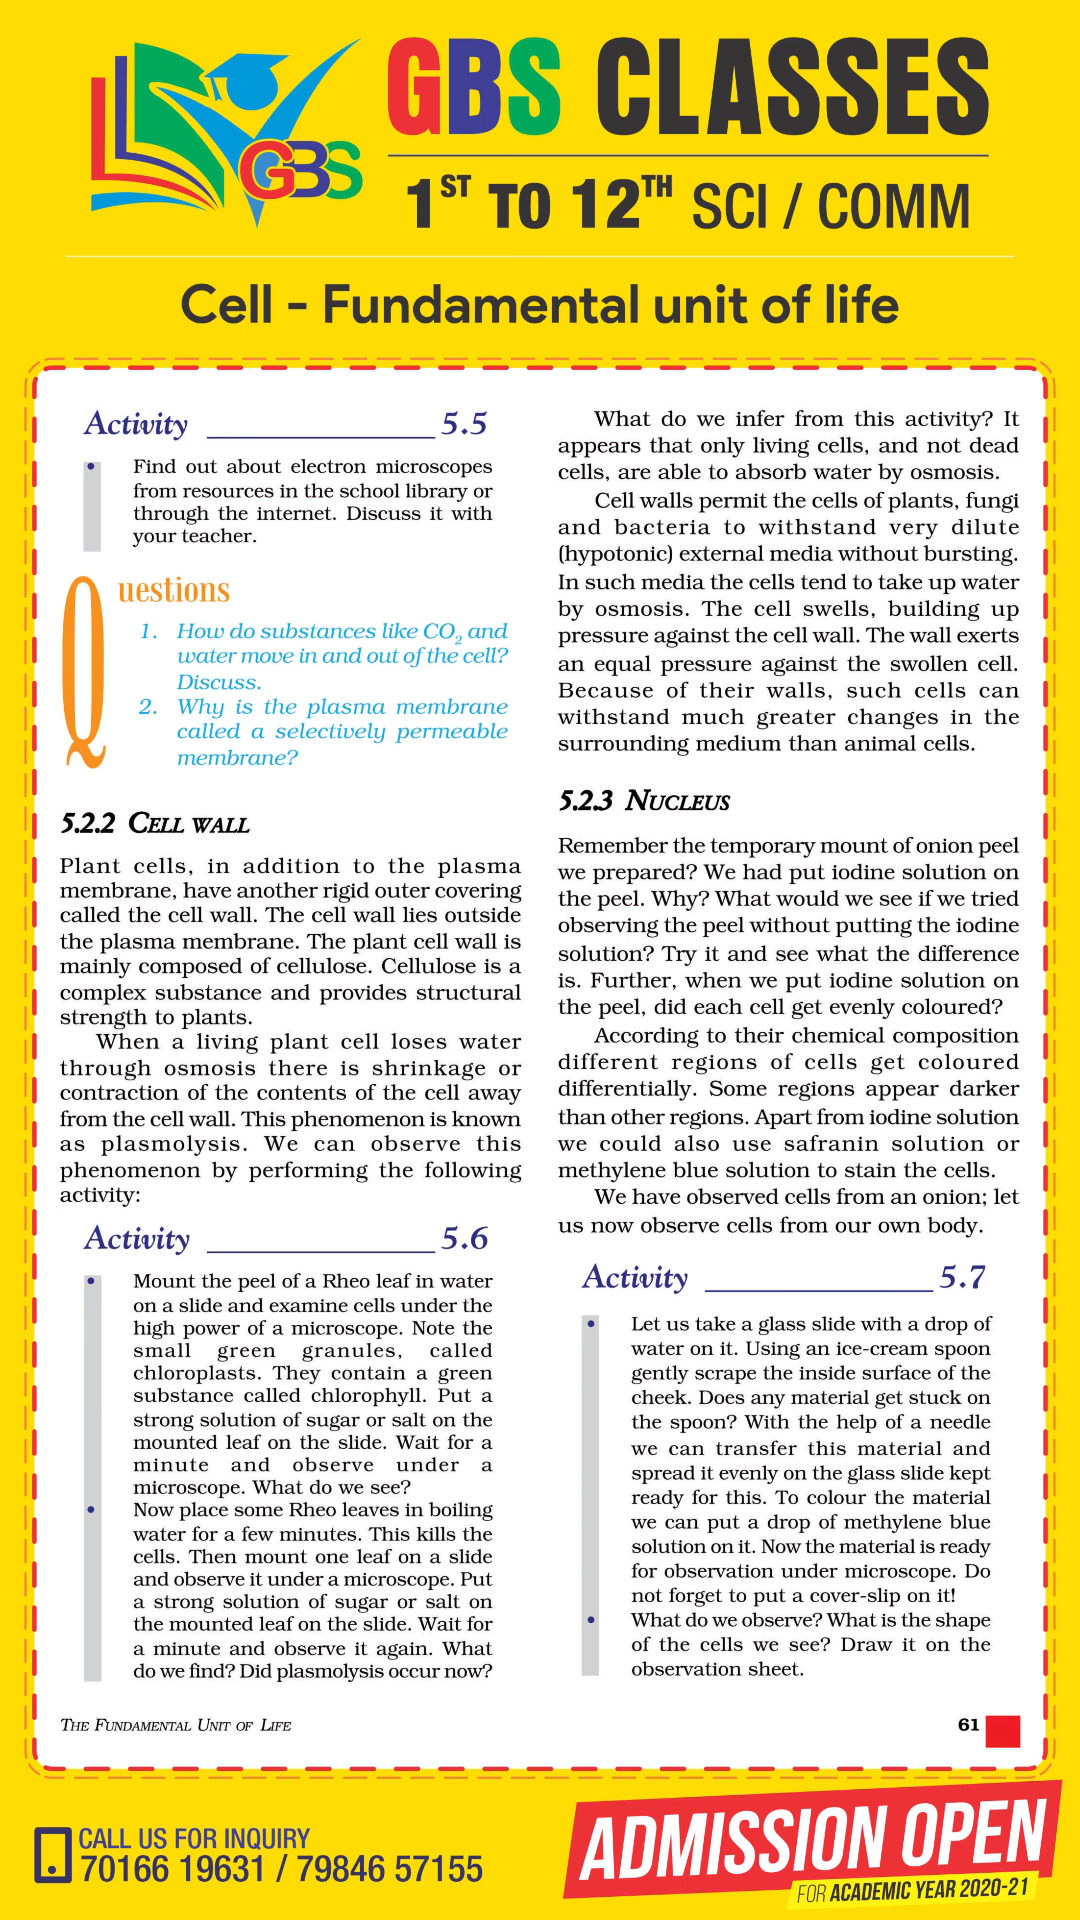 GBS
GBS CLASSES
1ST TO 12TH SCI / COMM
Cell - Fundamental unit of life
Activity 5.5
• Find out about electron microscopes
from resources in the school library or
through the internet. Discuss it with
your teacher.
Questions
1. How do substances like CO2 and
water move in and out of the cell?
Discuss.
2. Why is the plasma membrane
called a selectively permeable
membrane?
5.2.2 CELL WALL
Plant cells, in addition to the plasma
membrane, have another rigid outer covering
called the cell wall. The cell wall lies outside
the plasma membrane. The plant cell wall is
mainly composed of cellulose. Cellulose is a
complex substance and provides structural
strength to plants.
When a living plant cell loses water
through osmosis there is shrinkage or
contraction of the contents of the cell away
from the cell wall. This phenomenon is known
as plasmolysis. We can observe this
phenomenon by performing the following
activity:
Activity 5.6
• Mount the peel of a Rheo leaf in water
on a slide and examine cells under the
high power of a microscope. Note the
small green granules, called
chloroplasts. They contain a green
substance called chlorophyll. Put a
strong solution of sugar or salt on the
mounted leaf on the slide. Wait for a
minute and observe under a
microscope. What do we see?
• Now place some Rheo leaves in boiling
water for a few minutes. This kills the
cells. Then mount one leaf on a slide
and observe it under a microscope. Put
a strong solution of sugar or salt on
the mounted leaf on the slide. Wait for
a minute and observe it again. What
do we find? Did plasmolysis occur now?
What do we infer from this activity? It
appears that only living cells, and not dead
cells, are able to absorb water by osmosis.
Cell walls permit the cells of plants, fungi
and bacteria to withstand very dilute
(hypotonic) external media without bursting.
In such media the cells tend to take up water
by osmosis. The cell swells, building up
pressure against the cell wall. The wall exerts
an equal pressure against the swollen cell.
Because of their walls, such cells can
withstand much greater changes in the
surrounding medium than animal cells.
5.2.3 NUCLEUS
Remember the temporary mount of onion peel
we prepared? We had put iodine solution on
the peel. Why? What would we see if we tried
observing the peel without putting the iodine
solution? Try it and see what the difference
is. Further, when we put iodine solution on
the peel, did each cell get evenly coloured?
According to their chemical composition
different regions of cells get coloured
differentially. Some regions appear darker
than other regions. Apart from iodine solution
we could also use safranin solution or
methylene blue solution to stain the cells.
We have observed cells from an onion; let
us now observe cells from our own body.
Activity 5.7
• Let us take a glass slide with a drop of
water on it. Using an ice-cream spoon
gently scrape the inside surface of the
cheek. Does any material get stuck on
the spoon? With the help of a needle
we can transfer this material and
spread it evenly on the glass slide kept
ready for this. To colour the material
we can put a drop of methylene blue
solution on it. Now the material is ready
for observation under microscope. Do
not forget to put a cover-slip on it!
• What do we observe? What is the shape
of the cells we see? Draw it on the
observation sheet.
THE FUNDAMENTAL UNIT OF LIFE
61
CALL US FOR INQUIRY
70166 19631 / 79846 57155
ADMISSION OPEN
FOR ACADEMIC YEAR 2020-21